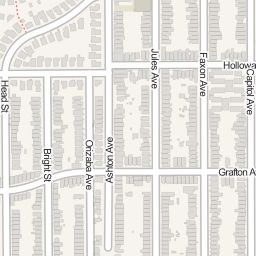 Jules Ave
Faxon Ave
Hollowa
Capitol Ave
Head St
Bright St
Orizaba Ave
Ashton Ave
Grafton A